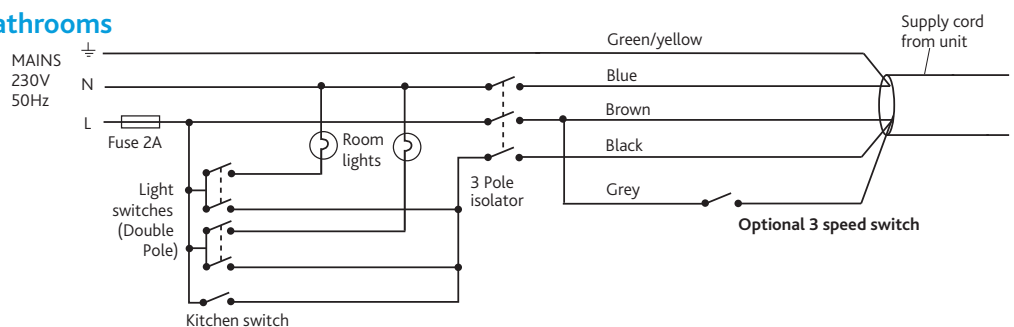 athrooms
MAINS
230V
50Hz
N
L
Fuse 2A
Green/yellow
Blue
Brown
Black
Grey
Supply cord
from unit
Room
lights
3 Pole
isolator
Light
switches
(Double
Pole)
Optional 3 speed switch
Kitchen switch